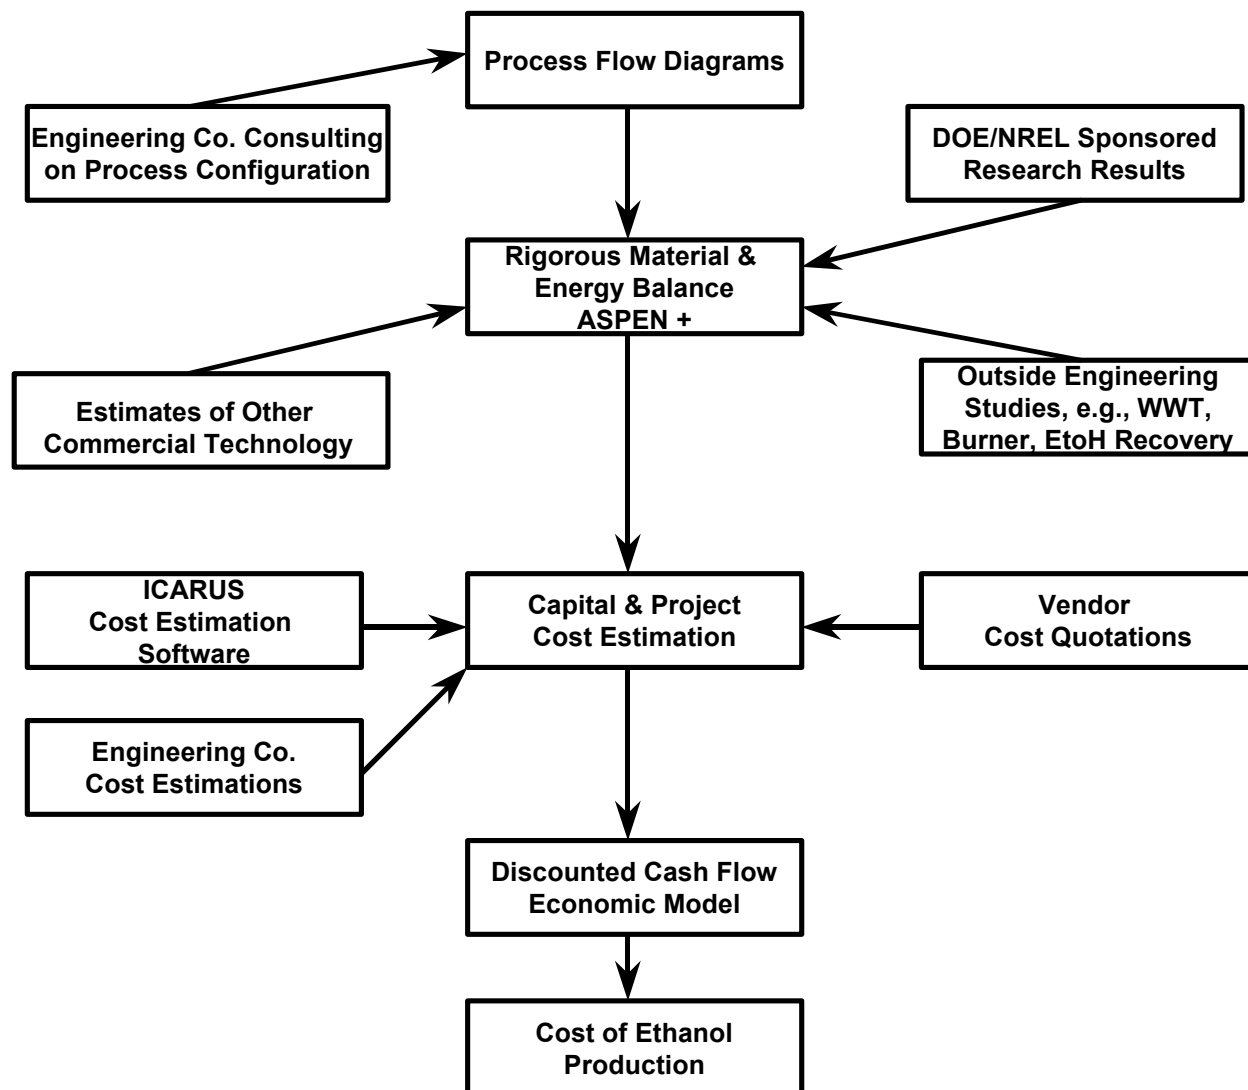 Process Flow Diagrams
Engineering Co. Consulting
on Process Configuration
DOE/NREL Sponsored
Research Results
Rigorous Material &
Energy Balance
ASPEN +
Estimates of Other
Commercial Technology
Outside Engineering
Studies, e.g., WWT,
Burner, EtoH Recovery
ICARUS
Cost Estimation
Software
Capital & Project
Cost Estimation
Vendor
Cost Quotations
Engineering Co.
Cost Estimations
Discounted Cash Flow
Economic Model
Cost of Ethanol
Production